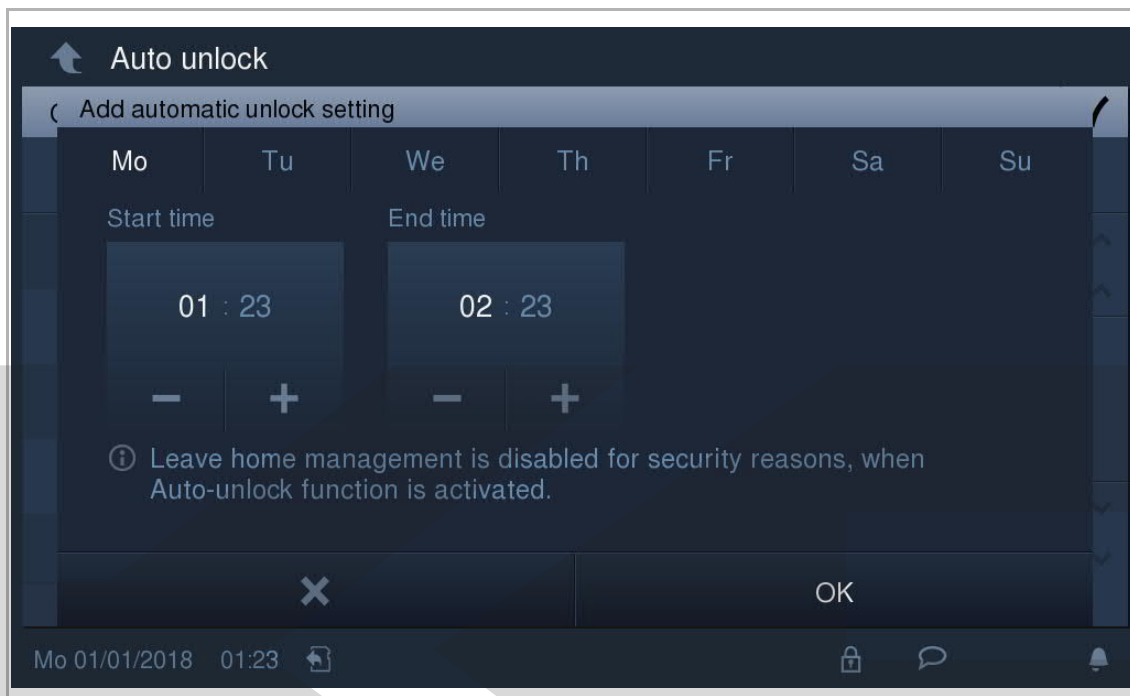 Auto unlock
Add automatic unlock setting
Mo Tu We Th Fr Sa Su
Start time End time
01 : 23 02 : 23
− + − +
Leave home management is disabled for security reasons, when
Auto-unlock function is activated.
OK
Mo 01/01/2018 01:23